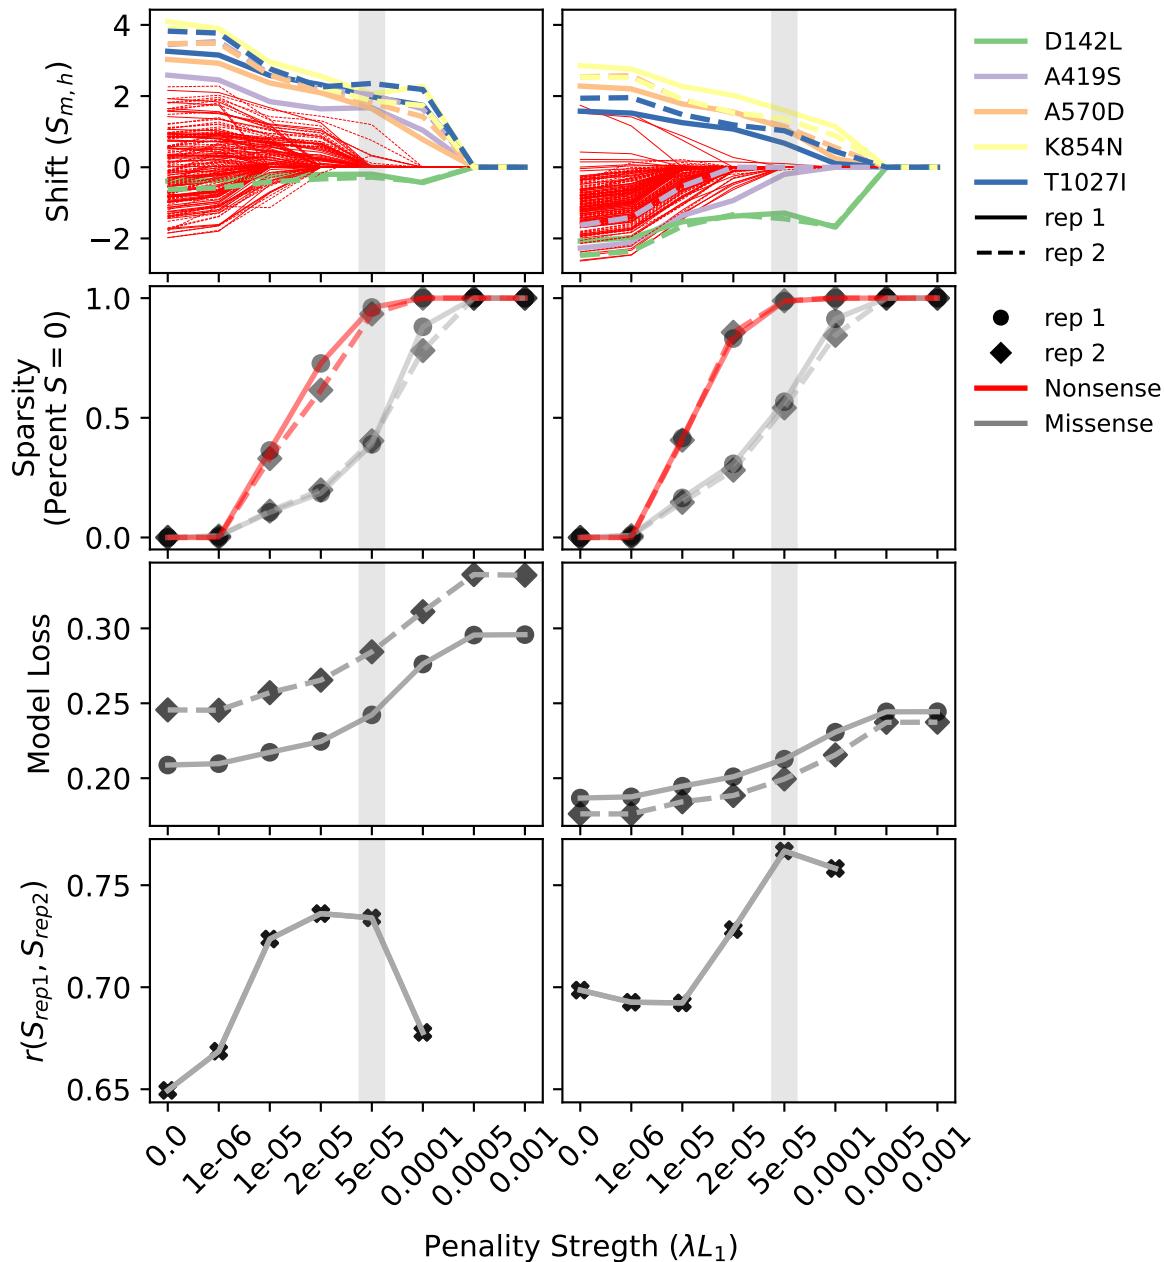 4
2
0
−2
Shift (S_{m,h})
D142L
A419S
A570D
K854N
T1027I
rep 1
rep 2
1.0
0.5
0.0
Sparsity
(Percent S = 0)
rep 1
rep 2
Nonsense
Missense
0.30
0.25
0.20
Model Loss
0.75
0.70
0.65
r(S_{rep1}, S_{rep2})
0.0 1e-06 1e-05 2e-05 5e-05 0.0001 0.0005 0.001
0.0 1e-06 1e-05 2e-05 5e-05 0.0001 0.0005 0.001
Penality Stregth (λL₁)